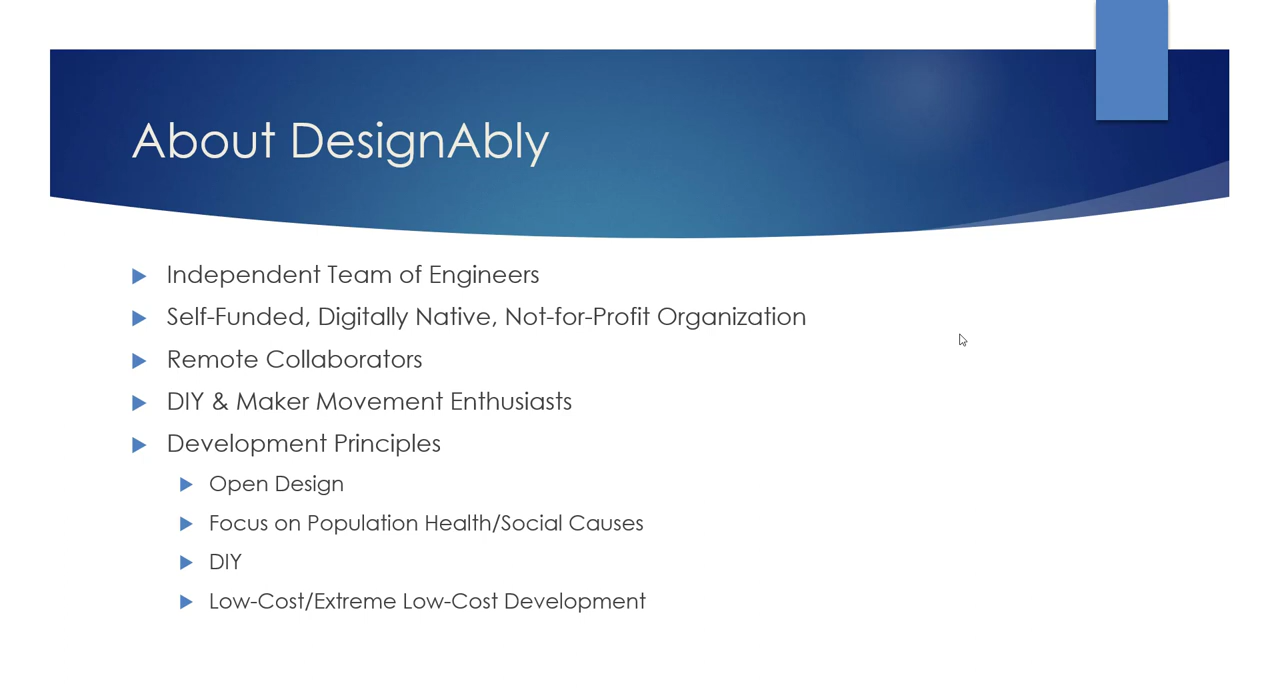 About DesignAbly
Independent Team of Engineers
Self-Funded, Digitally Native, Not-for-Profit Organization
Remote Collaborators
DIY & Maker Movement Enthusiasts
Development Principles
Open Design
Focus on Population Health/Social Causes
DIY
Low-Cost/Extreme Low-Cost Development